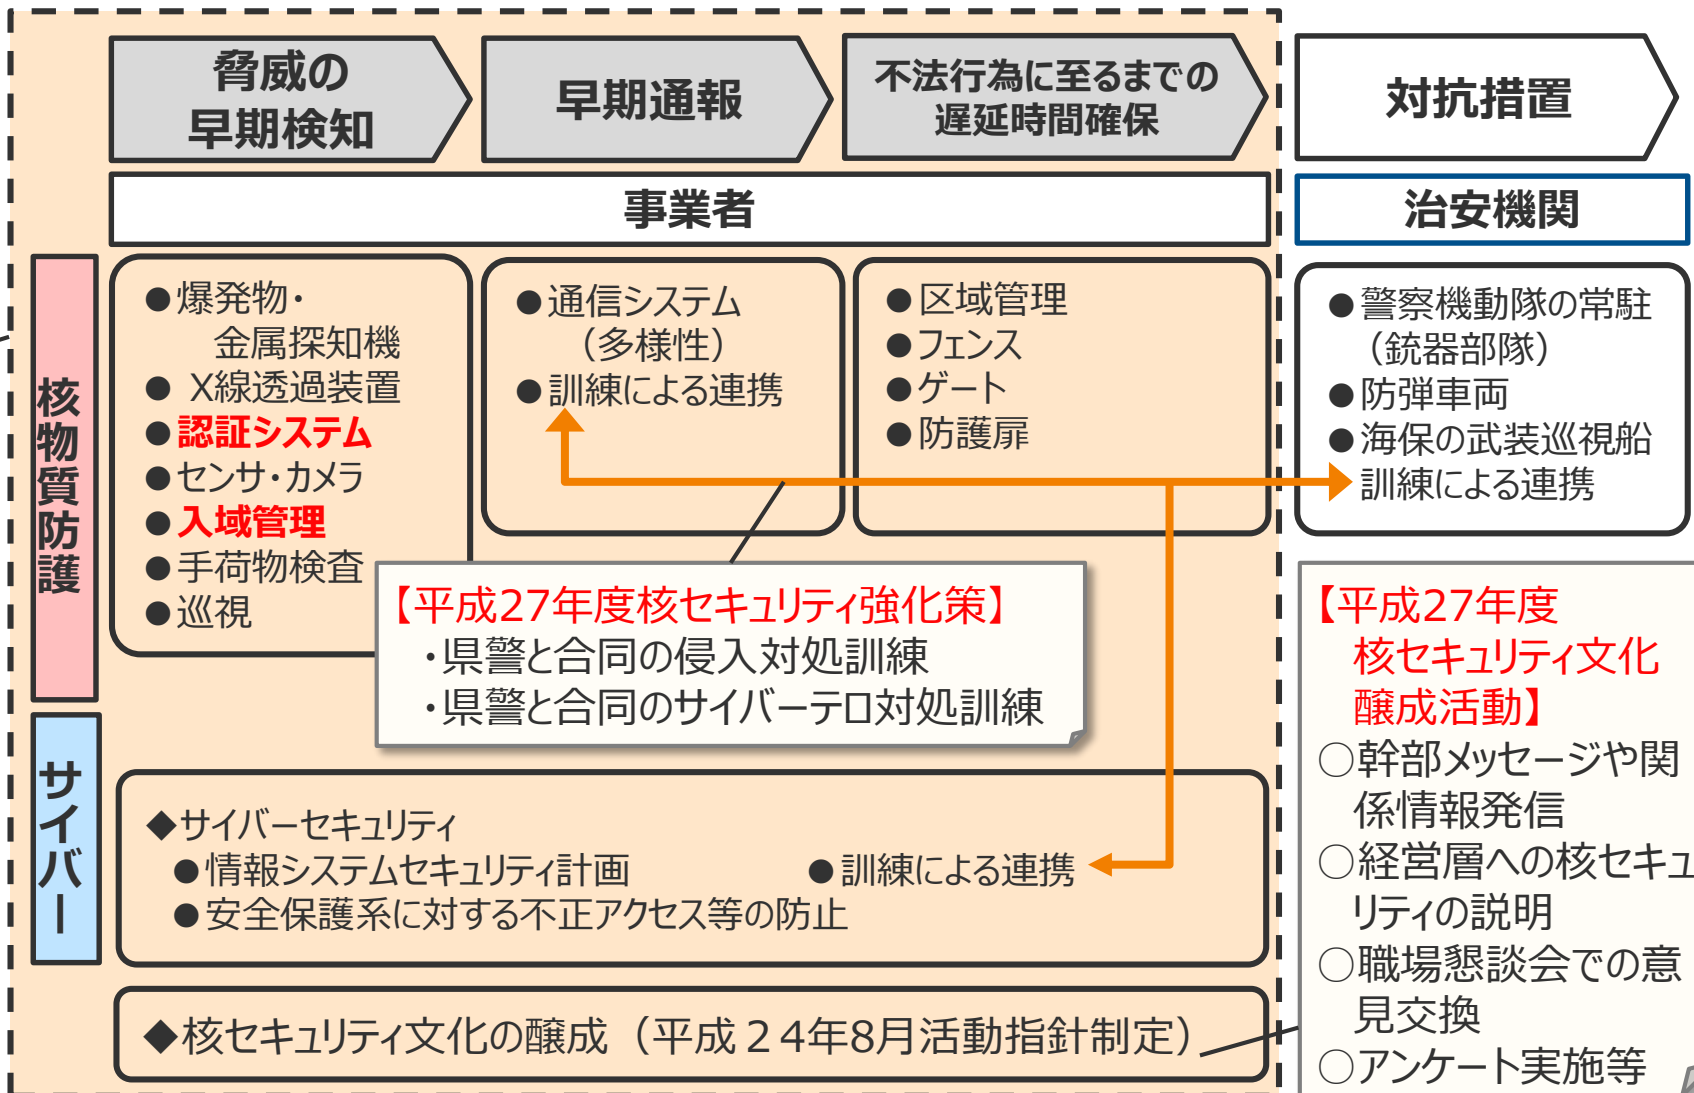 脅威の
早期検知
早期通報
不法行為に至るまでの
遅延時間確保
対抗措置
事業者
治安機関
核物質防護
●爆発物・
金属探知機
● X線透過装置
●認証システム
●センサ・カメラ
●入域管理
●手荷物検査
●巡視
●通信システム
（多様性）
●訓練による連携
●区域管理
●フェンス
●ゲート
●防護扉
●警察機動隊の常駐
（銃器部隊）
●防弾車両
●海保の武装巡視船
訓練による連携
【平成27年度核セキュリティ強化策】
・県警と合同の侵入対処訓練
・県警と合同のサイバーテロ対処訓練
サイバー
◆サイバーセキュリティ
●情報システムセキュリティ計画
●訓練による連携
●安全保護系に対する不正アクセス等の防止
◆核セキュリティ文化の醸成（平成２4年8月活動指針制定）
【平成27年度
核セキュリティ文化
醸成活動】
○幹部メッセージや関
係情報発信
○経営層への核セキュ
リティの説明
○職場懇談会での意
見交換
○アンケート実施等